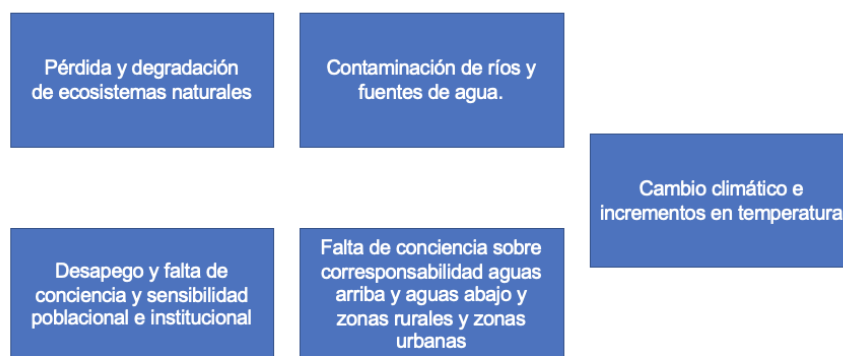 Pérdida y degradación
de ecosistemas naturales
Contaminación de ríos y
fuentes de agua.
Cambio climático e
incrementos en temperatura
Desapego y falta de
conciencia y sensibilidad
poblacional e institucional
Falta de conciencia sobre
corresponsabilidad aguas
arriba y aguas abajo y
zonas rurales y zonas
urbanas